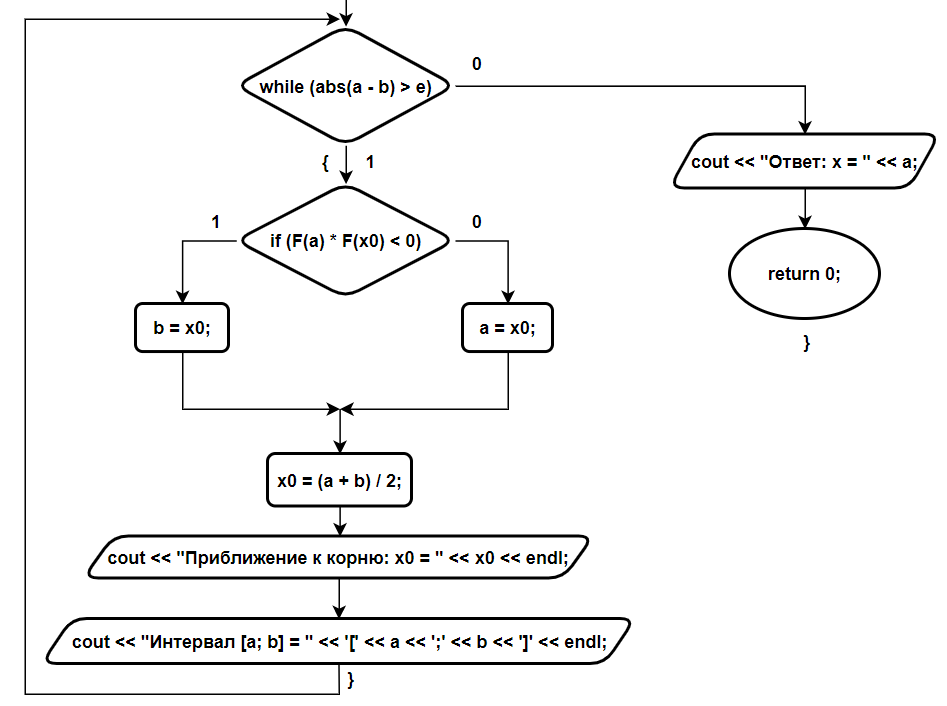 0
while (abs(a - b) > e)
cout << "Ответ: x = " << a;
{ 1
1
0
if (F(a) * F(x0) < 0)
return 0;
b = x0;
a = x0;
}
x0 = (a + b) / 2;
cout << "Приближение к корню: x0 = " << x0 << endl;
cout << "Интервал [a; b] = " << '[' << a << ';' << b << ']' << endl;
}